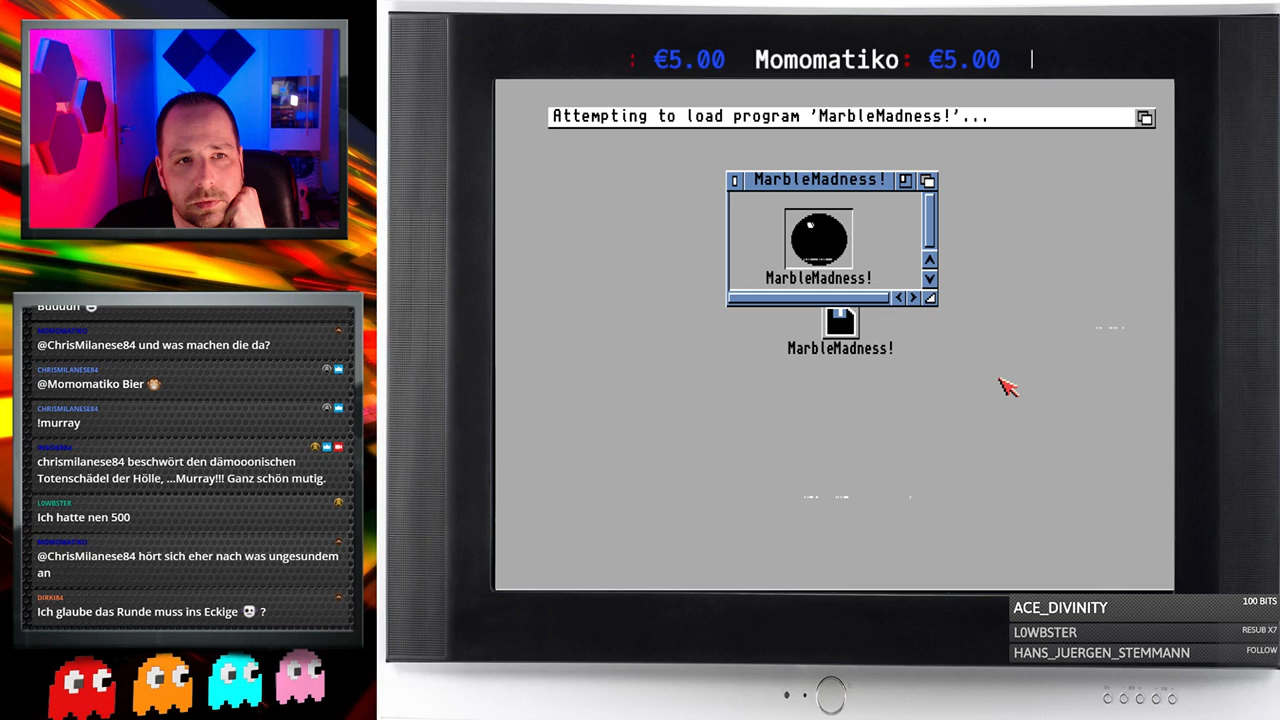 : €5.00 Momomatiko: €5.00
Attempting to load program 'MarbleMadness!'...
MarbleMadness!
MarbleMadness!
MarbleMadness!
MOMOMATIKO
@ChrisMilanese84 und was machen die da?
CHRISMILANESE84
@Momomatiko Bier
CHRISMILANESE84
!murray
chrismilanese84 beschwört den dämooonischen
Totenschädel der Hölle, ...Murray!!! Ganz schön mutig.
L0WBSTER
Ich hatte nen 500
MOMOMATIKO
@ChrisMilanese84 hört sich eher nach was ungesundem
an
DIRKI84
Ich glaube das Runde muss ins Eckige ?
ACE_DIVINITY 100 BITS
L0WBSTER RESUB X7
HANS_JUERGEN_STEMMANN FOLLOW